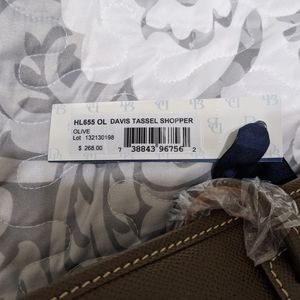 HL655 OL DAVIS TASSEL SHOPPER
OLIVE
Lot 132130198
$ 268.00
7 38843 96756 2